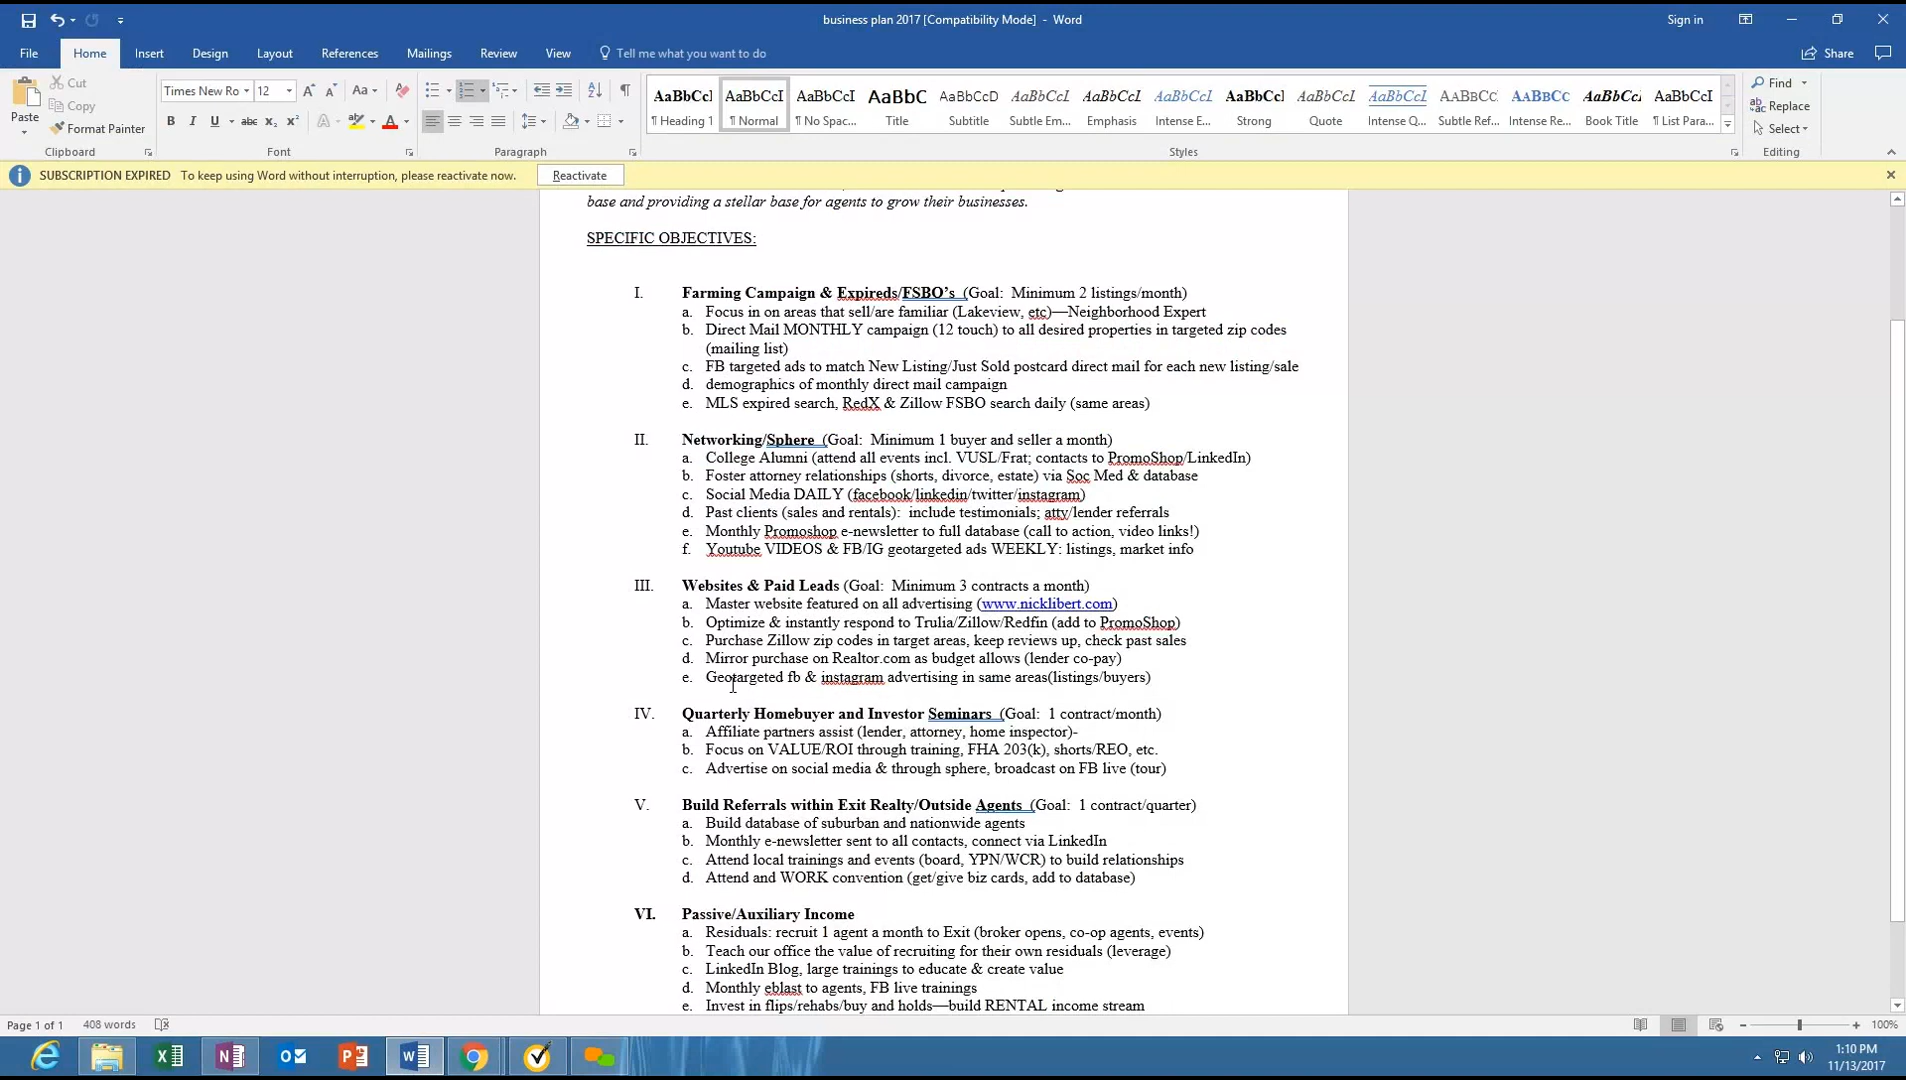 business plan 2017 [Compatibility Mode] - Word
Sign in
File
Home
Insert
Design
Layout
References
Mailings
Review
View
Tell me what you want to do
Share
Paste
Cut
Copy
Format Painter
Clipboard
Times New Ro
12
Aa
B I U abc x₂ x²
Font
Paragraph
AaBbCcI
¶ Heading 1
AaBbCcI
¶ Normal
AaBbCcI
¶ No Spac...
AaBbC
Title
AaBbCcD
Subtitle
AaBbCcI
Subtle Em...
AaBbCcI
Emphasis
AaBbCcI
Intense E...
AaBbCcI
Strong
AaBbCcI
Quote
AaBbCcI
Intense Q...
AABBCC
Subtle Ref...
AABBCC
Intense Re...
AaBbCcI
Book Title
AaBbCcI
¶ List Para...
Styles
Find
Replace
Select
Editing
SUBSCRIPTION EXPIRED To keep using Word without interruption, please reactivate now.
Reactivate
base and providing a stellar base for agents to grow their businesses.
SPECIFIC OBJECTIVES:
I. Farming Campaign & Expireds/FSBO’s (Goal: Minimum 2 listings/month)
a. Focus in on areas that sell/are familiar (Lakeview, etc)—Neighborhood Expert
b. Direct Mail MONTHLY campaign (12 touch) to all desired properties in targeted zip codes
(mailing list)
c. FB targeted ads to match New Listing/Just Sold postcard direct mail for each new listing/sale
d. demographics of monthly direct mail campaign
e. MLS expired search, RedX & Zillow FSBO search daily (same areas)
II. Networking/Sphere (Goal: Minimum 1 buyer and seller a month)
a. College Alumni (attend all events incl. VUSL/Frat; contacts to PromoShop/LinkedIn)
b. Foster attorney relationships (shorts, divorce, estate) via Soc Med & database
c. Social Media DAILY (facebook/linkedin/twitter/instagram)
d. Past clients (sales and rentals): include testimonials; atty/lender referrals
e. Monthly Promoshop e-newsletter to full database (call to action, video links!)
f. Youtube VIDEOS & FB/IG geotargeted ads WEEKLY: listings, market info
III. Websites & Paid Leads (Goal: Minimum 3 contracts a month)
a. Master website featured on all advertising (www.nicklibert.com)
b. Optimize & instantly respond to Trulia/Zillow/Redfin (add to PromoShop)
c. Purchase Zillow zip codes in target areas, keep reviews up, check past sales
d. Mirror purchase on Realtor.com as budget allows (lender co-pay)
e. Geotargeted fb & instagram advertising in same areas(listings/buyers)
IV. Quarterly Homebuyer and Investor Seminars (Goal: 1 contract/month)
a. Affiliate partners assist (lender, attorney, home inspector)-
b. Focus on VALUE/ROI through training, FHA 203(k), shorts/REO, etc.
c. Advertise on social media & through sphere, broadcast on FB live (tour)
V. Build Referrals within Exit Realty/Outside Agents (Goal: 1 contract/quarter)
a. Build database of suburban and nationwide agents
b. Monthly e-newsletter sent to all contacts, connect via LinkedIn
c. Attend local trainings and events (board, YPN/WCR) to build relationships
d. Attend and WORK convention (get/give biz cards, add to database)
VI. Passive/Auxiliary Income
a. Residuals: recruit 1 agent a month to Exit (broker opens, co-op agents, events)
b. Teach our office the value of recruiting for their own residuals (leverage)
c. LinkedIn Blog, large trainings to educate & create value
d. Monthly eblast to agents, FB live trainings
e. Invest in flips/rehabs/buy and holds—build RENTAL income stream
Page 1 of 1
408 words
100%
1:10 PM
11/13/2017